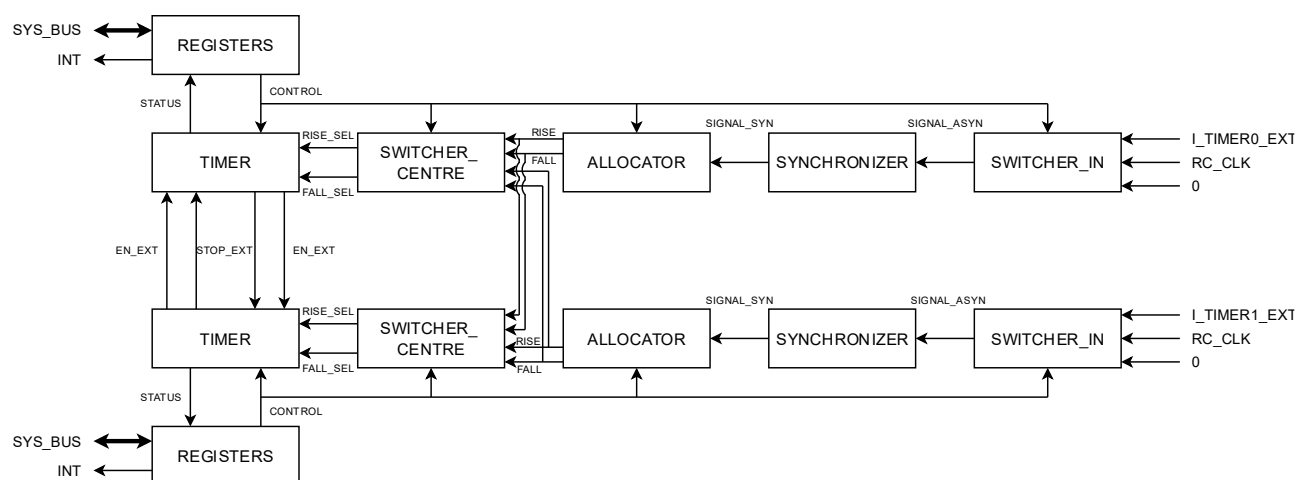 SYS_BUS
REGISTERS
INT
CONTROL
STATUS
RISE_SEL
RISE
SIGNAL_SYN
SIGNAL_ASYN
I_TIMER0_EXT
TIMER
SWITCHER_
CENTRE
ALLOCATOR
SYNCHRONIZER
SWITCHER_IN
RC_CLK
FALL
FALL_SEL
0
EN_EXT
STOP_EXT
EN_EXT
RISE_SEL
SIGNAL_SYN
SIGNAL_ASYN
I_TIMER1_EXT
TIMER
SWITCHER_
CENTRE
RISE
ALLOCATOR
SYNCHRONIZER
SWITCHER_IN
RC_CLK
FALL_SEL
FALL
0
STATUS
CONTROL
SYS_BUS
REGISTERS
INT